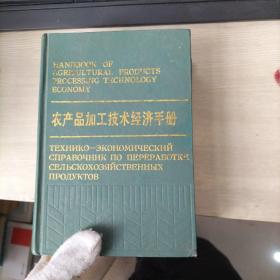 HANDBOOK OF
AGRICULTURAL PRODUCTS
PROCESSING TECHNOLOGY
ECONOMY
农产品加工技术经济手册
ТЕХНИКО-ЭКОНОМИЧЕСКИЙ
СПРАВОЧНИК ПО ПЕРЕРАБОТКЕ
СЕЛЬСКОХОЗЯЙСТВЕННЫХ
ПРОДУКТОВ